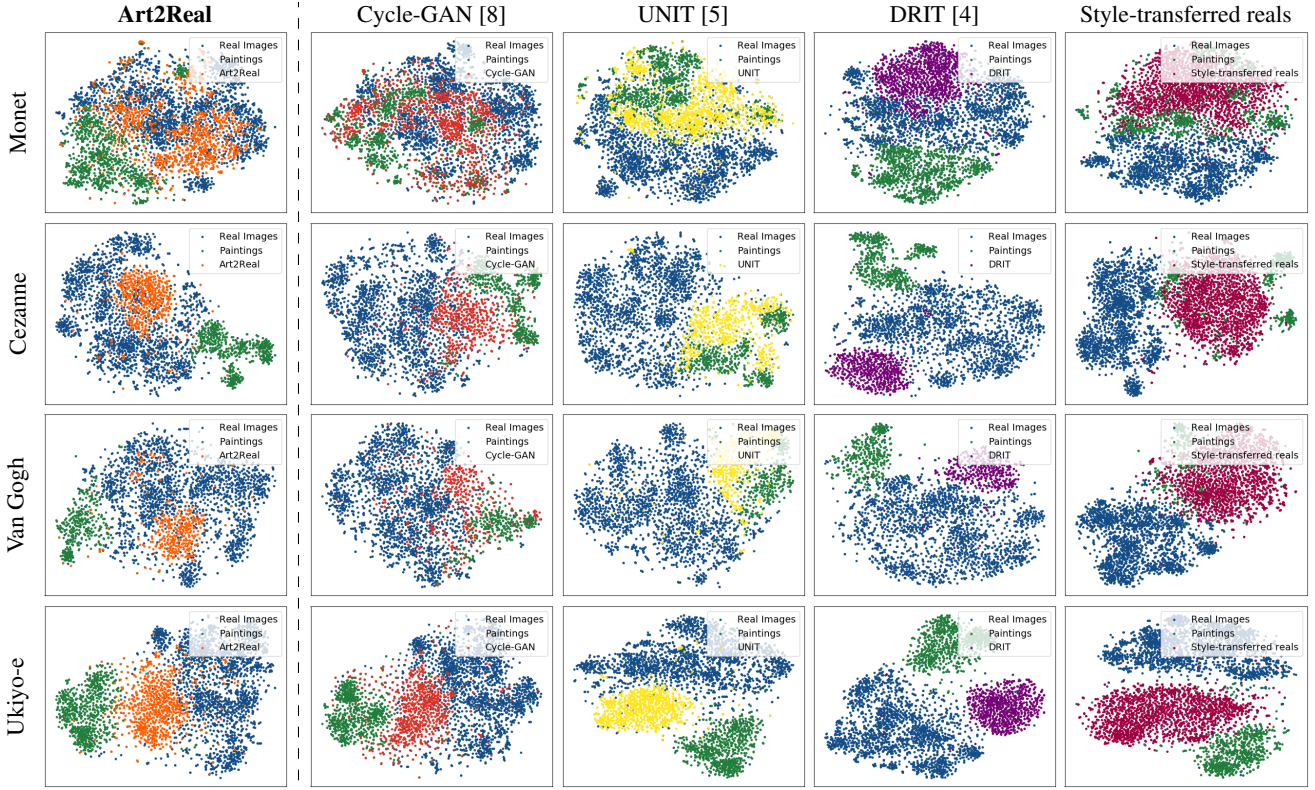 Art2Real Cycle-GAN [8] UNIT [5] DRIT [4] Style-transferred reals
Monet
Real Images
Paintings
Art2Real
Real Images
Paintings
Cycle-GAN
Real Images
Paintings
UNIT
Real Images
Paintings
DRIT
Real Images
Paintings
Style-transferred reals
Cezanne
Real Images
Paintings
Art2Real
Real Images
Paintings
Cycle-GAN
Real Images
Paintings
UNIT
Real Images
Paintings
DRIT
Real Images
Paintings
Style-transferred reals
Van Gogh
Real Images
Paintings
Art2Real
Real Images
Paintings
Cycle-GAN
Real Images
Paintings
UNIT
Real Images
Paintings
DRIT
Real Images
Paintings
Style-transferred reals
Ukyo-e
Real Images
Paintings
Art2Real
Real Images
Paintings
Cycle-GAN
Real Images
Paintings
UNIT
Real Images
Paintings
DRIT
Real Images
Paintings
Style-transferred reals